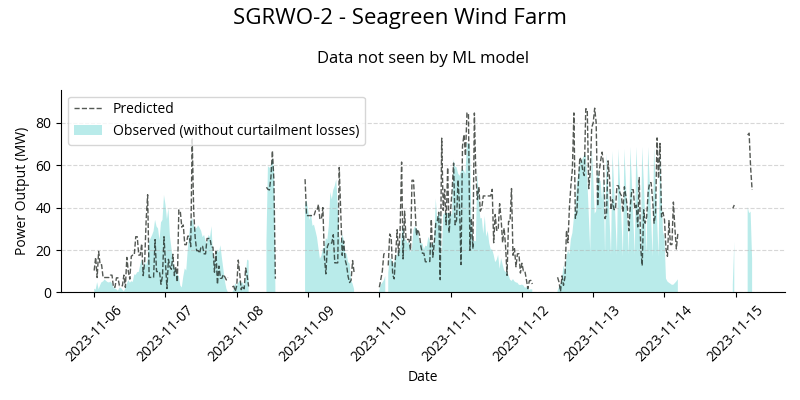 SGRWO-2 - Seagreen Wind Farm
Data not seen by ML model
Predicted
Observed (without curtailment losses)
Power Output (MW)
80
60
40
20
0
2023-11-06
2023-11-07
2023-11-08
2023-11-09
2023-11-10
2023-11-11
2023-11-12
2023-11-13
2023-11-14
2023-11-15
Date